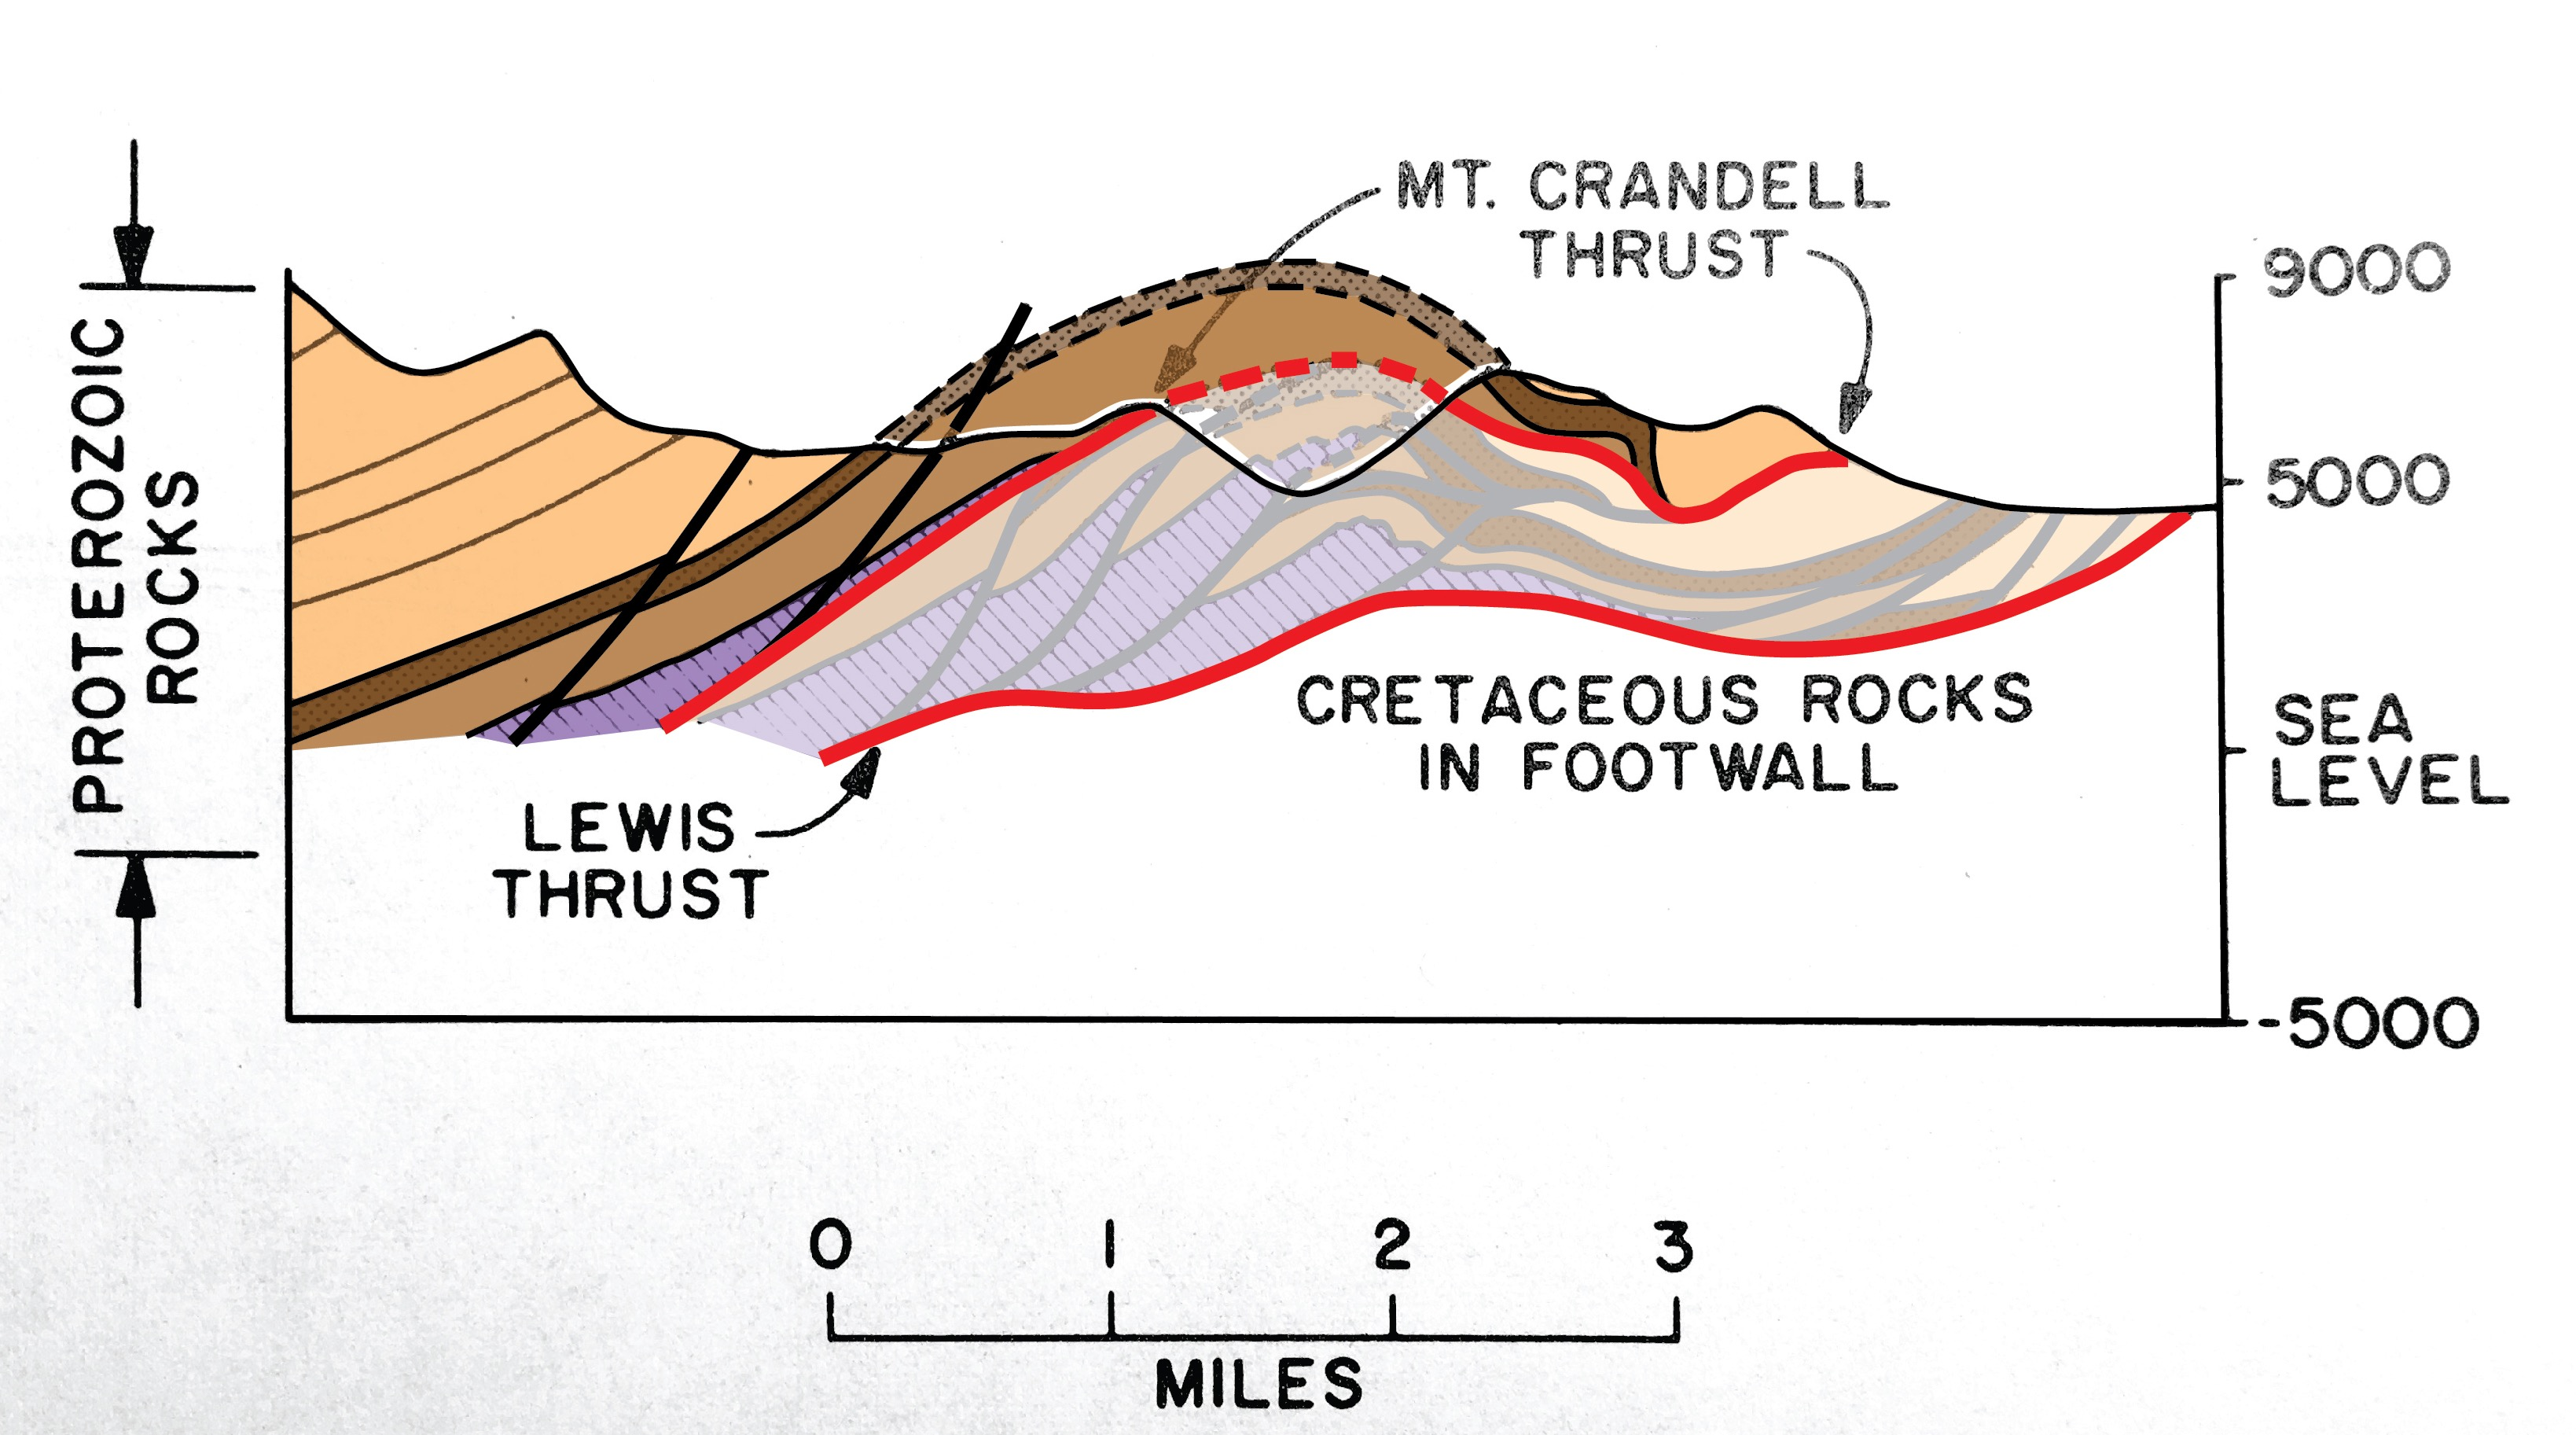 MT. CRANDELL
THRUST
9000
PROTEROZOIC
ROCKS
5000
CRETACEOUS ROCKS
IN FOOTWALL
SEA
LEVEL
LEWIS
THRUST
-5000
0 1 2 3
MILES